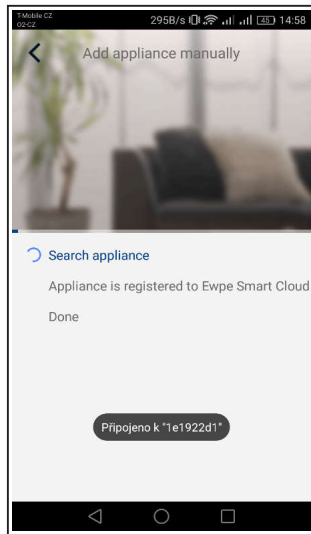 T-Mobile CZ
O2-CZ
295B/s 45 14:58
Add appliance manually
Search appliance
Appliance is registered to Ewpe Smart Cloud
Done
Připojeno k "1e1922d1"